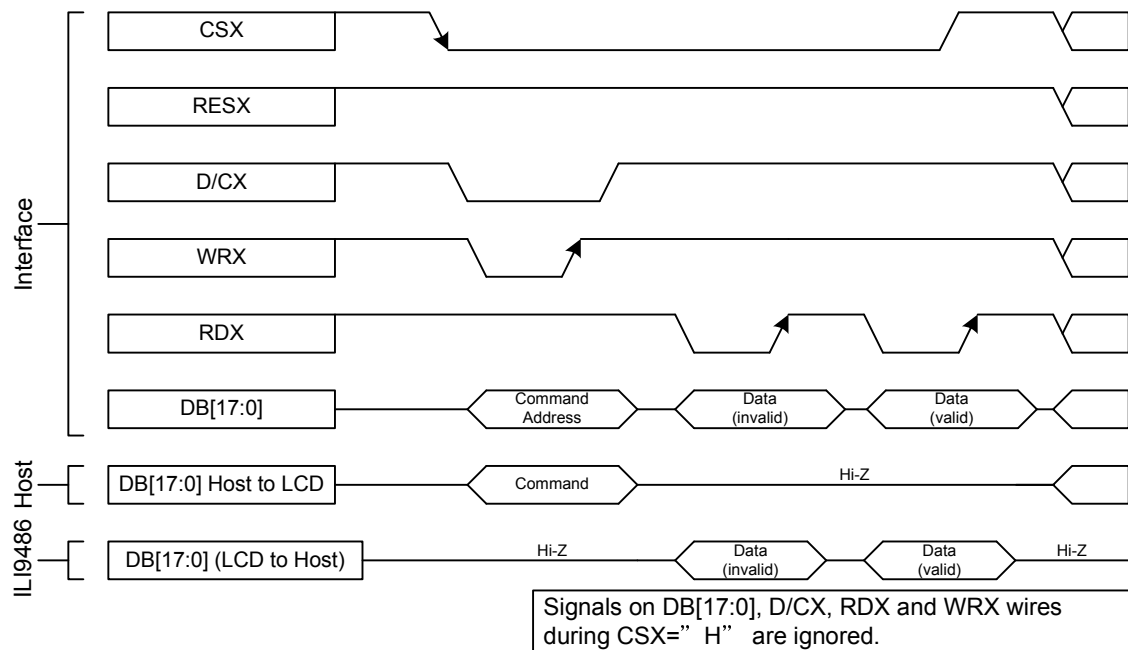 CSX
RESX
D/CX
WRX
RDX
DB[17:0]
Command
Address
Data
(invalid)
Data
(valid)
Interface
DB[17:0] Host to LCD
Command
Hi-Z
Host
DB[17:0] (LCD to Host)
Hi-Z
Data
(invalid)
Data
(valid)
Hi-Z
ILI9486
Signals on DB[17:0], D/CX, RDX and WRX wires
during CSX=” H” are ignored.